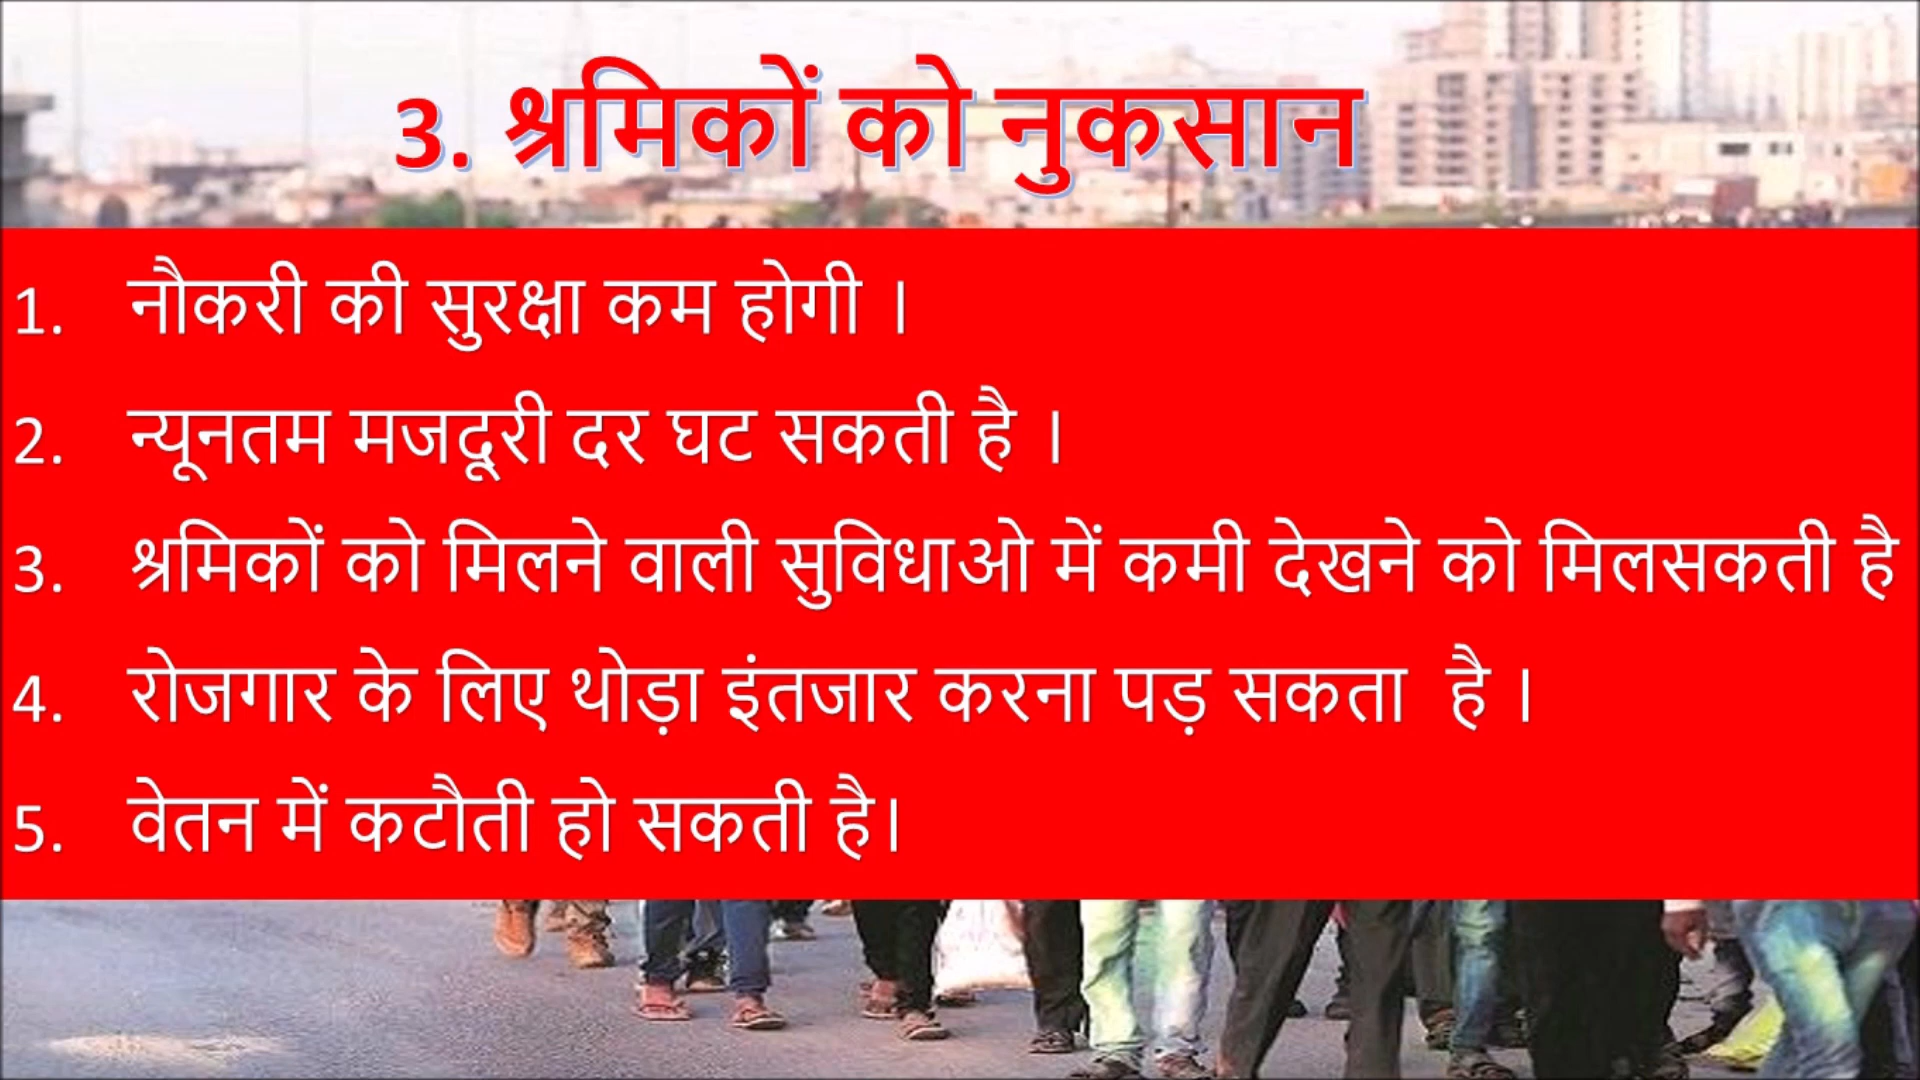 3. श्रमिकों को नुकसान
1. नौकरी की सुरक्षा कम होगी ।
2. न्यूनतम मजदूरी दर घट सकती है ।
3. श्रमिकों को मिलने वाली सुविधाओ में कमी देखने को मिलसकती है
4. रोजगार के लिए थोड़ा इंतजार करना पड़ सकता है ।
5. वेतन में कटौती हो सकती है।